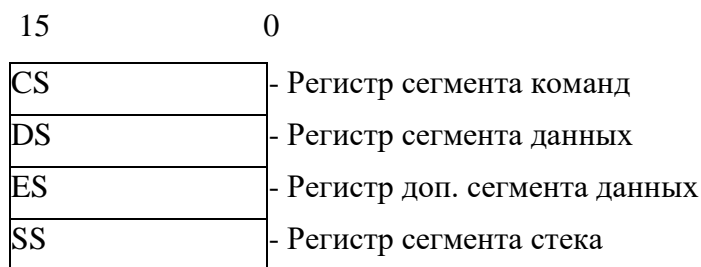 15 0
CS - Регистр сегмента команд
DS - Регистр сегмента данных
ES - Регистр доп. сегмента данных
SS - Регистр сегмента стека